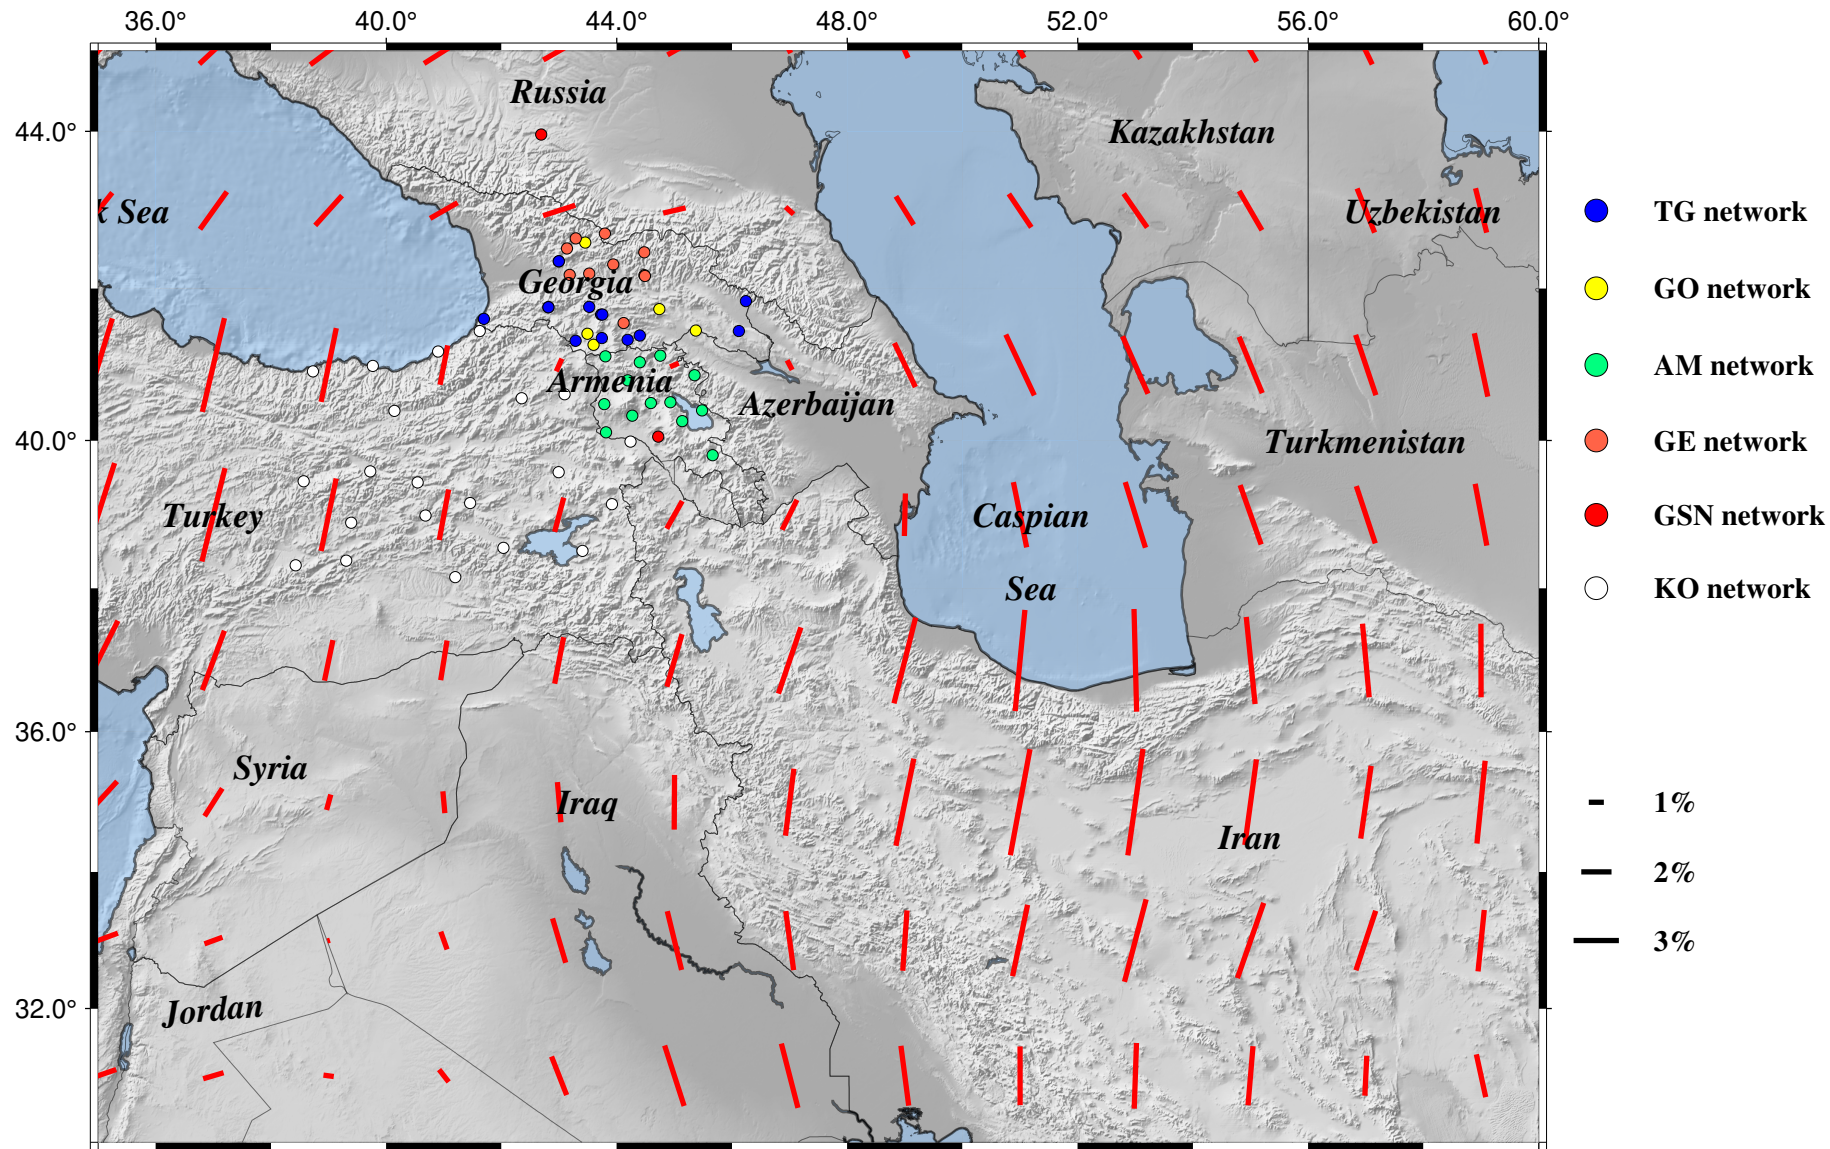 36.0° 40.0° 44.0° 48.0° 52.0° 56.0° 60.0°
Russia
44.0°
Kazakhstan
k Sea
Uzbekistan
TG network
Georgia
GO network
AM network
Armenia
Azerbaijan
40.0°
Turkmenistan
GE network
Turkey
Caspian
GSN network
Sea
KO network
36.0°
Syria
Iraq
1%
Iran
2%
3%
32.0°
Jordan